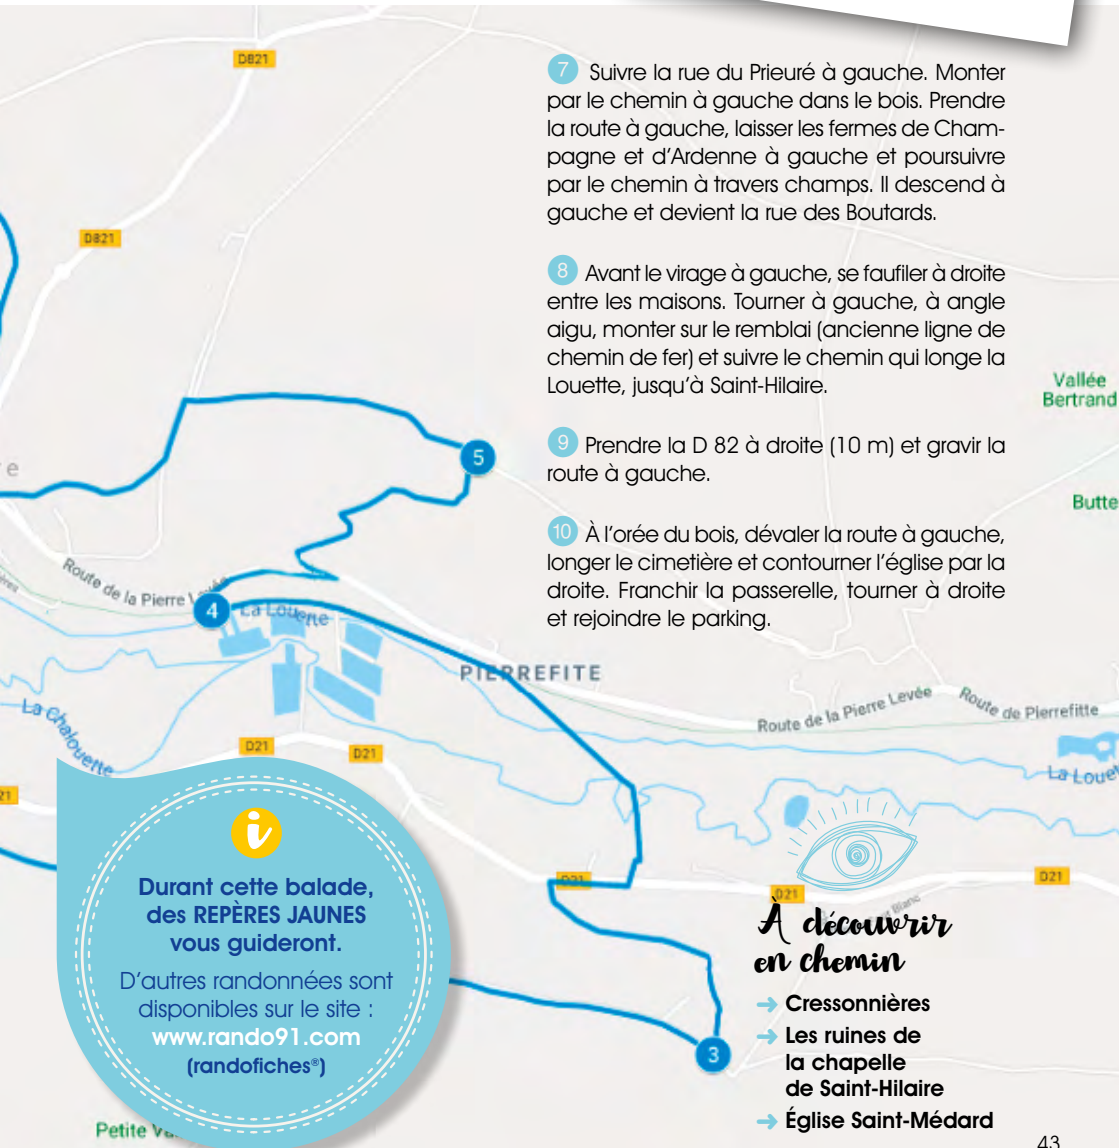 D821
7 Suivre la rue du Prieuré à gauche. Monter
par le chemin à gauche dans le bois. Prendre
la route à gauche, laisser les fermes de Cham-
pagne et d'Ardenne à gauche et poursuivre
par le chemin à travers champs. Il descend à
gauche et devient la rue des Boutards.
D821
8 Avant le virage à gauche, se faufiler à droite
entre les maisons. Tourner à gauche, à angle
aigu, monter sur le remblai (ancienne ligne de
chemin de fer) et suivre le chemin qui longe la
Louette, jusqu'à Saint-Hilaire.
Vallée
Bertrand
9 Prendre la D 82 à droite (10 m) et gravir la
route à gauche.
5
e
Butte
10 À l'orée du bois, dévaler la route à gauche,
longer le cimetière et contourner l'église par la
droite. Franchir la passerelle, tourner à droite
et rejoindre le parking.
Route de la Pierre Levée
4
La Louette
PIERREFITE
Route de la Pierre Levée
Route de Pierrefitte
La Chalouette
D21
D21
La Louet
21
D21
D21
D21
Blanc
i
Durant cette balade,
des REPÈRES JAUNES
vous guideront.
D'autres randonnées sont
disponibles sur le site :
www.rando91.com
(randofiches®)
3
À découvrir
en chemin
→ Cressonnières
→ Les ruines de
la chapelle
de Saint-Hilaire
→ Église Saint-Médard
Petite Va
43